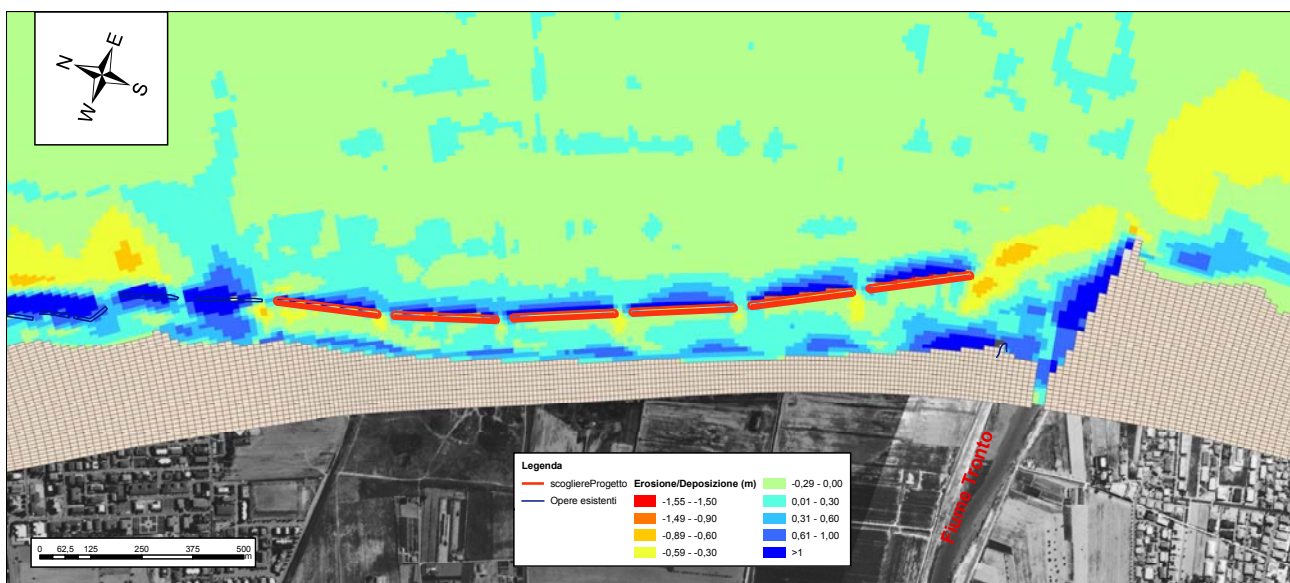 N
E
W
S
Fiume Tronto
Legenda
scogliereProgetto
Opere esistenti
Erosione/Deposizione (m)
-1,55 - -1,50
-1,49 - -0,90
-0,89 - -0,60
-0,59 - -0,30
-0,29 - 0,00
0,01 - 0,30
0,31 - 0,60
0,61 - 1,00
>1
0 62,5 125 250 375 500
m